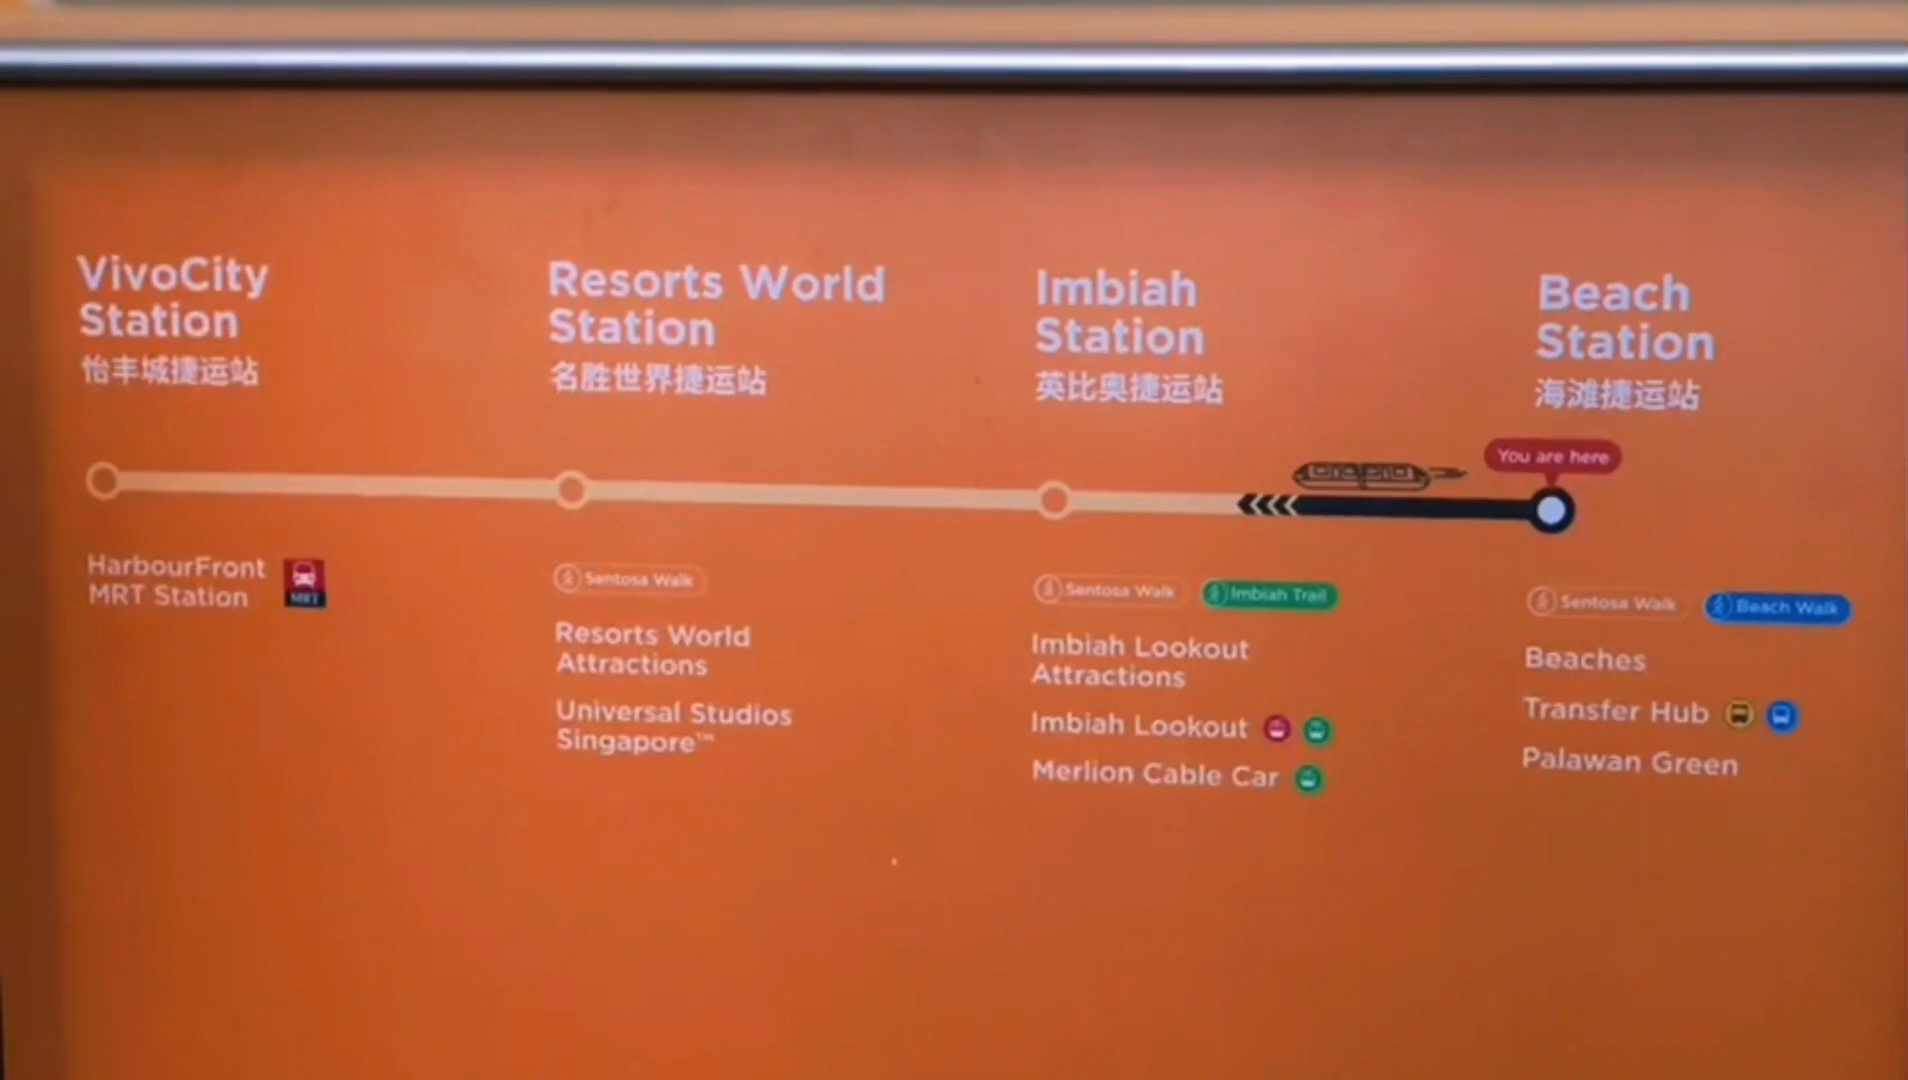 VivoCity
Station
怡丰城捷运站
Resorts World
Station
名胜世界捷运站
Imbiah
Station
英比奥捷运站
Beach
Station
海滩捷运站
You are here
HarbourFront
MRT Station
MRT
Sentosa Walk
Resorts World
Attractions
Universal Studios
Singapore™
Sentosa Walk
Imbiah Trail
Imbiah Lookout
Attractions
Imbiah Lookout
Merlion Cable Car
Sentosa Walk
Beach Walk
Beaches
Transfer Hub
Palawan Green